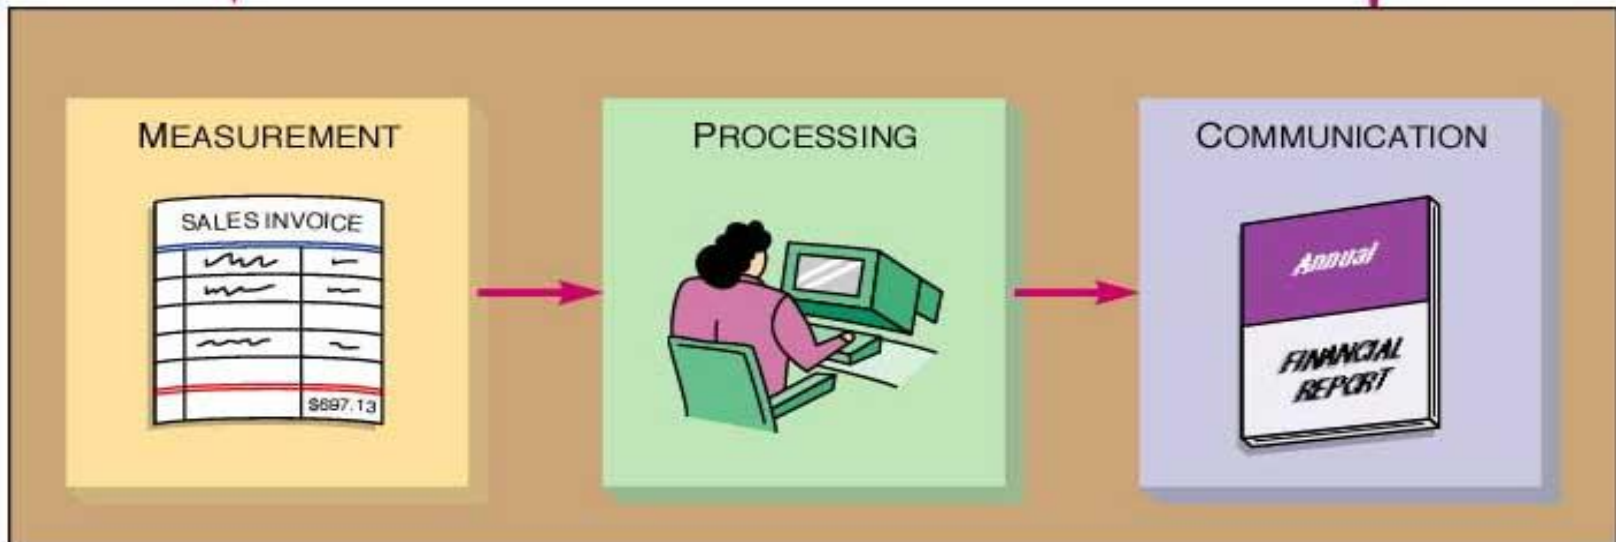 MEASUREMENT
SALES INVOICE
$697.13
PROCESSING
COMMUNICATION
Annual
FINANCIAL
REPORT